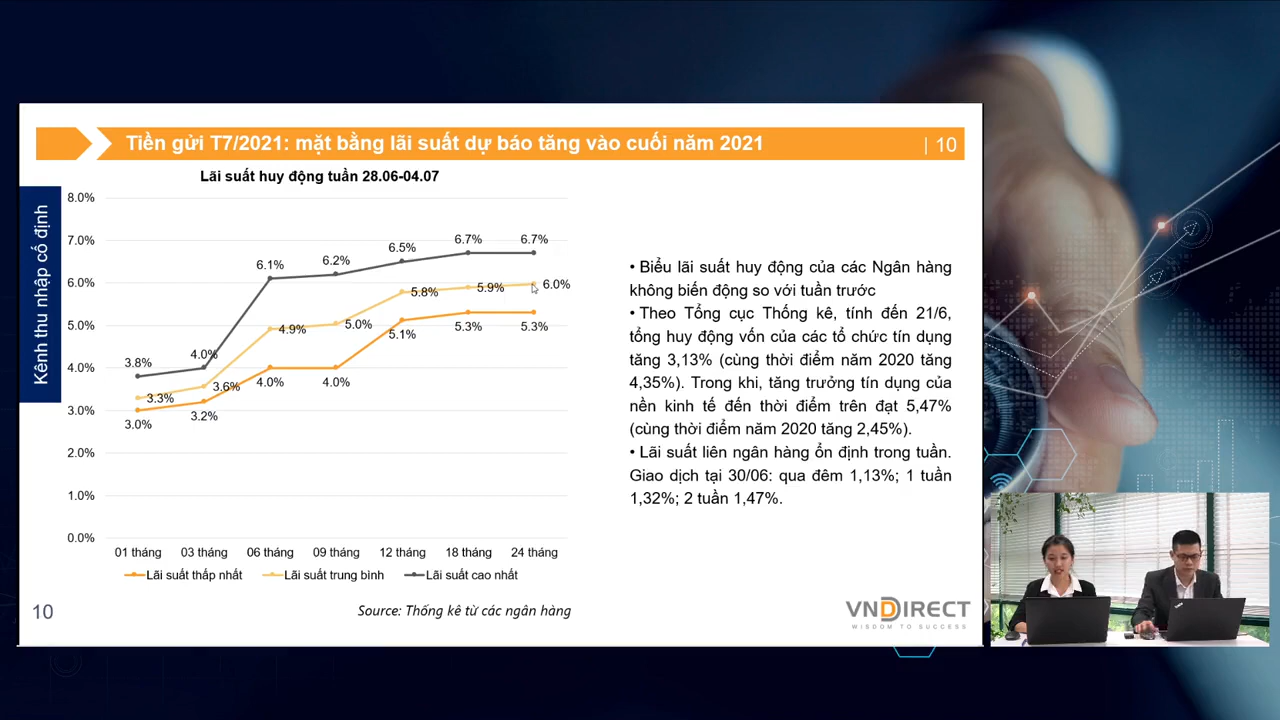 Tiền gửi T7/2021: mặt bằng lãi suất dự báo tăng vào cuối năm 2021
| 10
Kênh thu nhập cố định
Lãi suất huy động tuần 28.06-04.07
8.0%
7.0%
6.0%
5.0%
4.0%
3.0%
2.0%
1.0%
0.0%
3.8%
4.0%
6.1%
6.2%
6.5%
6.7%
6.7%
3.3%
3.6%
4.9%
5.0%
5.8%
5.9%
6.0%
3.0%
3.2%
4.0%
4.0%
5.1%
5.3%
5.3%
01 tháng
03 tháng
06 tháng
09 tháng
12 tháng
18 tháng
24 tháng
Lãi suất thấp nhất
Lãi suất trung bình
Lãi suất cao nhất
• Biểu lãi suất huy động của các Ngân hàng
không biến động so với tuần trước
• Theo Tổng cục Thống kê, tính đến 21/6,
tổng huy động vốn của các tổ chức tín dụng
tăng 3,13% (cùng thời điểm năm 2020 tăng
4,35%). Trong khi, tăng trưởng tín dụng của
nền kinh tế đến thời điểm trên đạt 5,47%
(cùng thời điểm năm 2020 tăng 2,45%).
• Lãi suất liên ngân hàng ổn định trong tuần.
Giao dịch tại 30/06: qua đêm 1,13%; 1 tuần
1,32%; 2 tuần 1,47%.
10
Source: Thống kê từ các ngân hàng
VNDIRECT
WISDOM TO SUCCESS